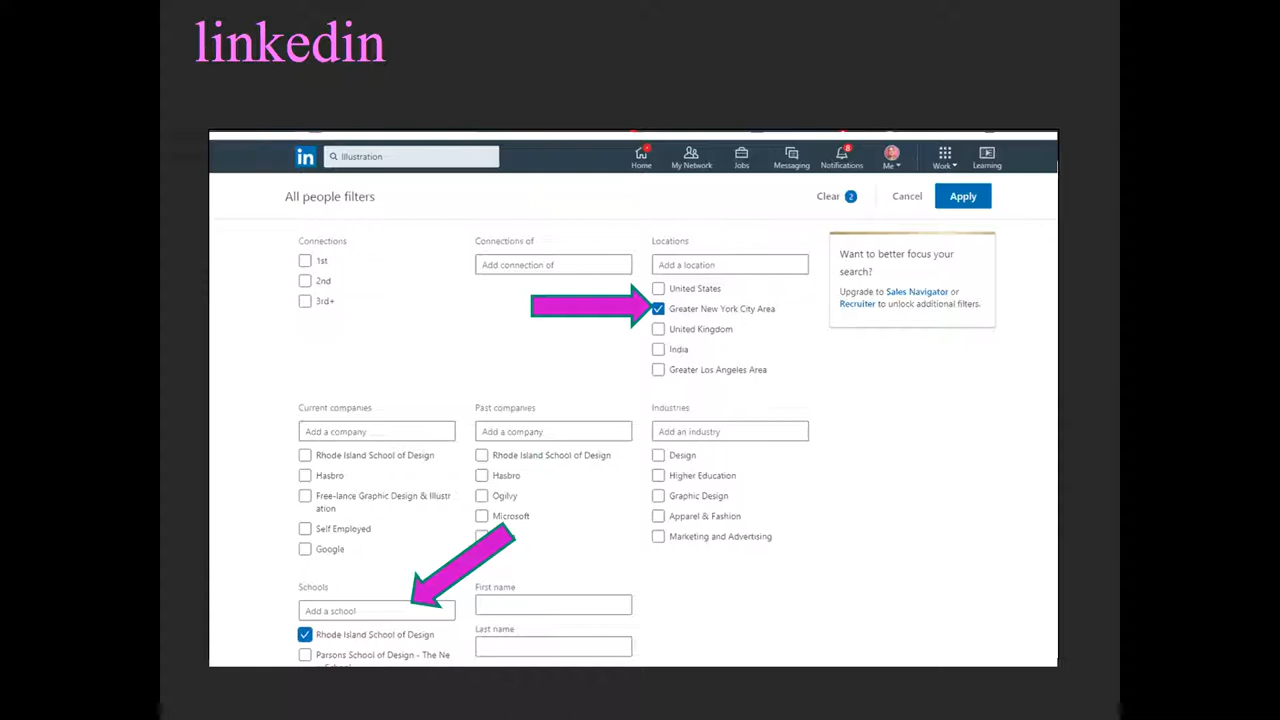 linkedin
in
Illustration
Home
My Network
Jobs
Messaging
8
Notifications
Me
Work
Learning
All people filters
Clear 2
Cancel
Apply
Connections
1st
2nd
3rd+
Connections of
Add connection of
Locations
Add a location
United States
Greater New York City Area
United Kingdom
India
Greater Los Angeles Area
Want to better focus your
search?
Upgrade to Sales Navigator or
Recruiter to unlock additional filters.
Current companies
Add a company
Rhode Island School of Design
Hasbro
Free-lance Graphic Design & Illustr
ation
Self Employed
Google
Past companies
Add a company
Rhode Island School of Design
Hasbro
Ogilvy
Microsoft
Industries
Add an industry
Design
Higher Education
Graphic Design
Apparel & Fashion
Marketing and Advertising
Schools
Add a school
Rhode Island School of Design
Parsons School of Design - The Ne
First name
Last name